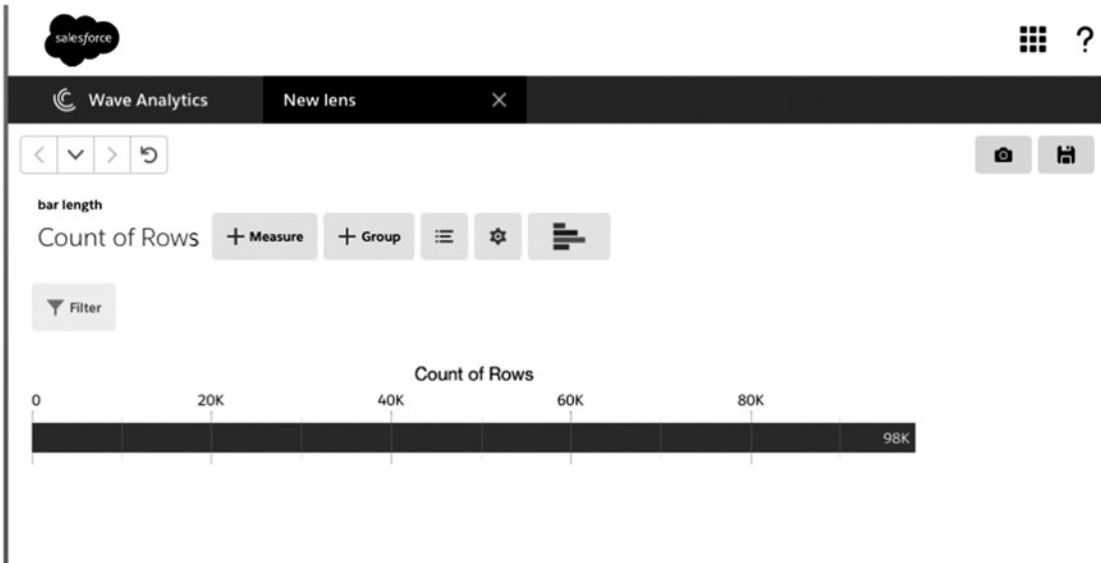 salesforce
?
Wave Analytics New lens
bar length
Count of Rows + Measure + Group
Filter
Count of Rows
0 20K 40K 60K 80K
98K